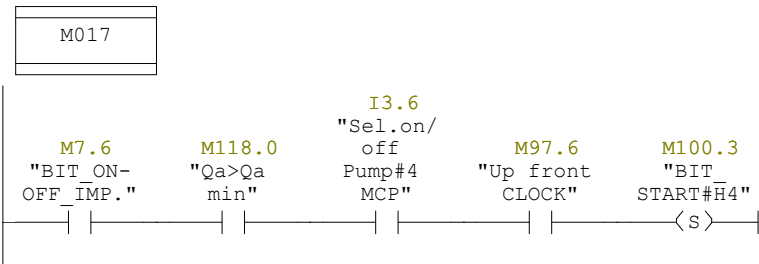 M017
I3.6
"Sel.on/
M7.6 M118.0 off M97.6 M100.3
"BIT_ON- "Qa>Qa Pump#4 "Up front "BIT_
OFF_IMP." min" MCP" CLOCK" START#H4"
S